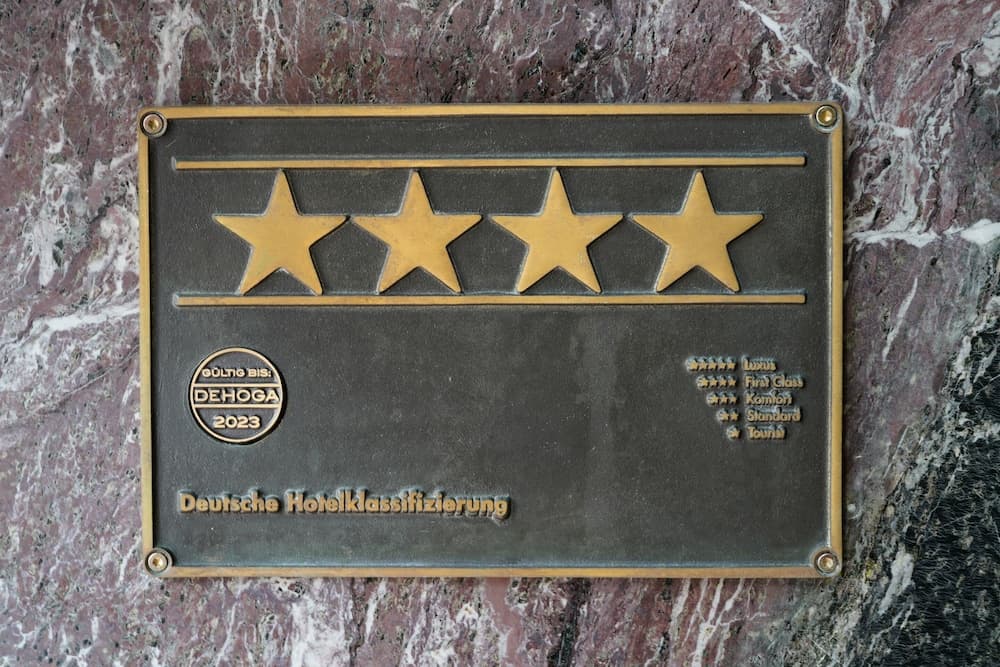 GÜLTIG BIS:
DEHOGA
2023
★★★★★ Luxus
★★★★ First Class
★★★ Komfort
★★ Standard
★ Tourist
Deutsche Hotelklassifizierung